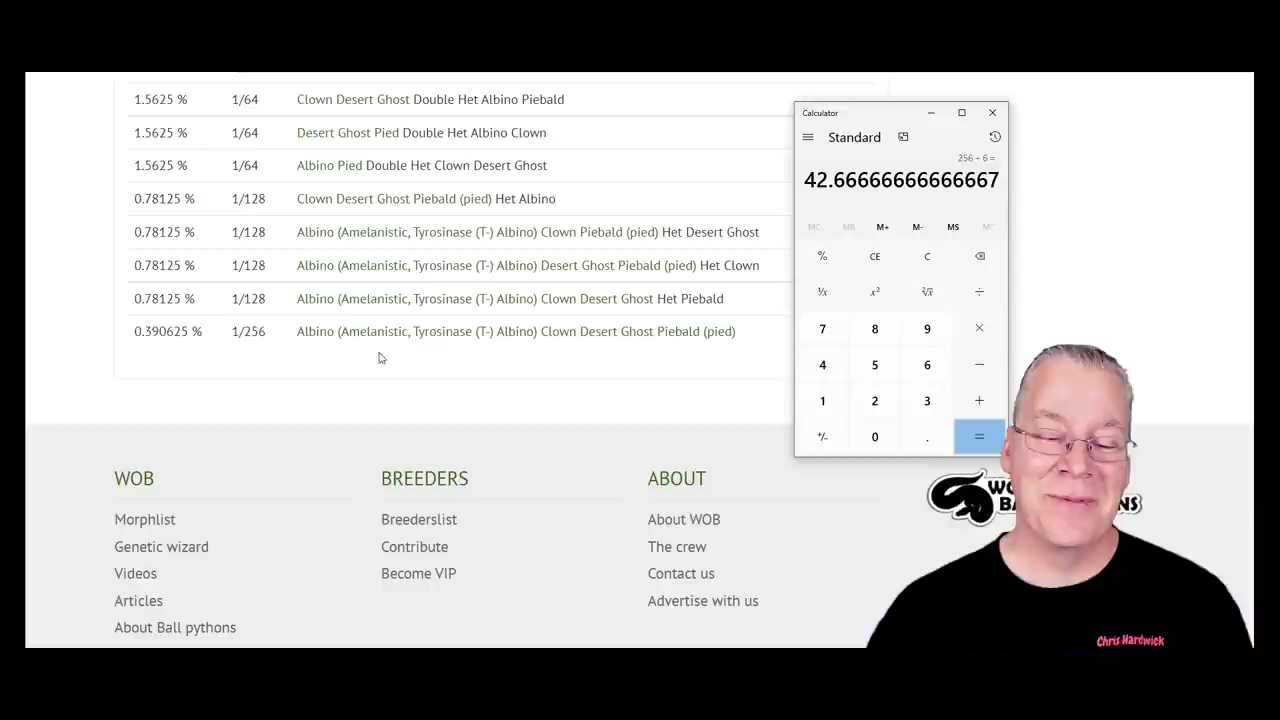 1.5625 % 1/64 Clown Desert Ghost Double Het Albino Piebald
1.5625 % 1/64 Desert Ghost Pied Double Het Albino Clown
1.5625 % 1/64 Albino Pied Double Het Clown Desert Ghost
0.78125 % 1/128 Clown Desert Ghost Piebald (pied) Het Albino
0.78125 % 1/128 Albino (Amelanistic, Tyrosinase (T-) Albino) Clown Piebald (pied) Het Desert Ghost
0.78125 % 1/128 Albino (Amelanistic, Tyrosinase (T-) Albino) Desert Ghost Piebald (pied) Het Clown
0.78125 % 1/128 Albino (Amelanistic, Tyrosinase (T-) Albino) Clown Desert Ghost Het Piebald
0.390625 % 1/256 Albino (Amelanistic, Tyrosinase (T-) Albino) Clown Desert Ghost Piebald (pied)
Calculator
Standard
256 ÷ 6 =
42.66666666666667
MC MR M+ M- MS
% CE C
¹/x x² ²√x ÷
7 8 9 ×
4 5 6 −
1 2 3 +
+/- 0 . =
WOB BREEDERS ABOUT
Morphlist Breederslist About WOB
Genetic wizard Contribute The crew
Videos Become VIP Contact us
Articles Advertise with us
About Ball pythons
Chris Hardwick